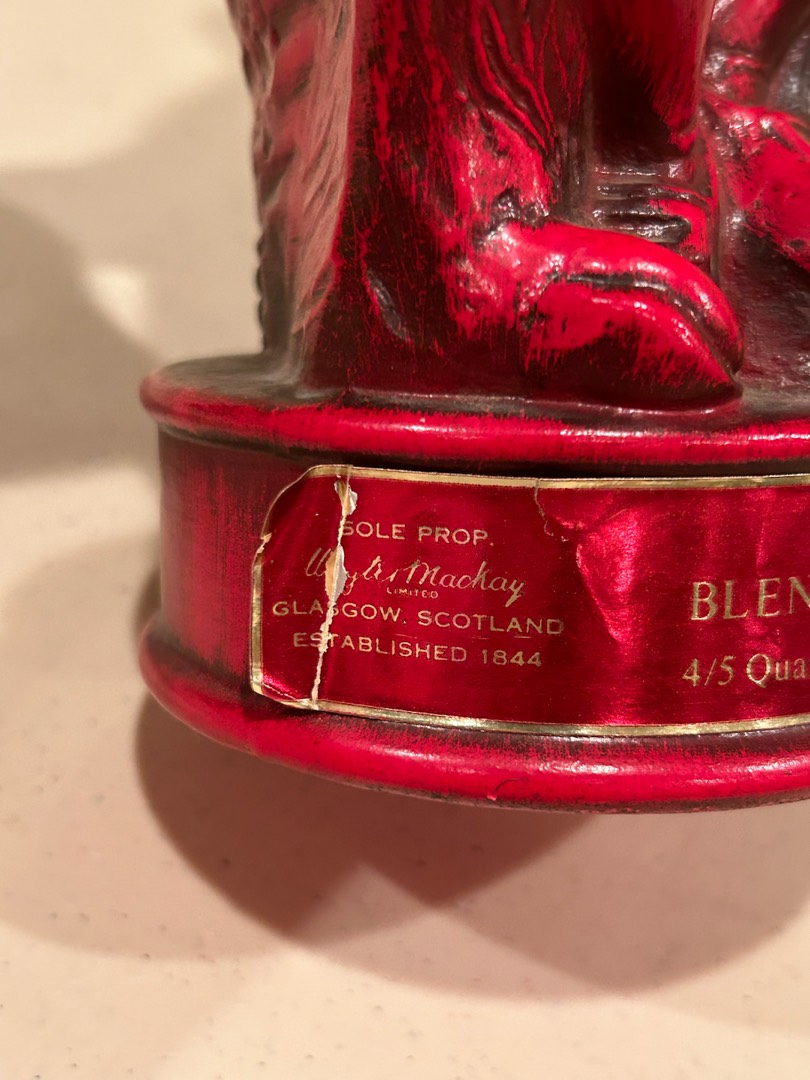 SOLE PROP.
Whyte & Mackay
LIMITED
GLASGOW, SCOTLAND
ESTABLISHED 1844
BLEN
4/5 Qua